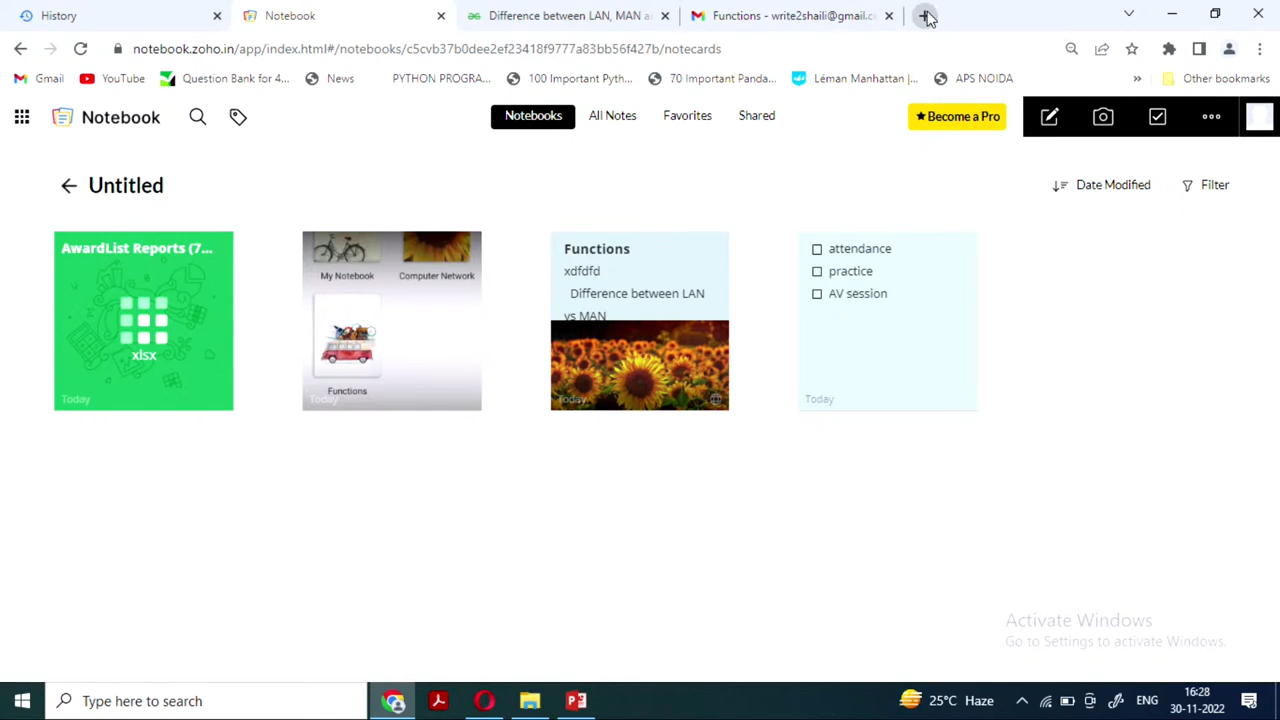 History
Notebook
Difference between LAN, MAN a
Functions - write2shaili@gmail.c
notebook.zoho.in/app/index.html#/notebooks/c5cvb37b0dee2ef23418f9777a83bb56f427b/notecards
Gmail
YouTube
Question Bank for 4...
News
PYTHON PROGRA...
100 Important Pyth...
70 Important Panda...
Léman Manhattan |...
APS NOIDA
»
Other bookmarks
Notebook
Notebooks
All Notes
Favorites
Shared
Become a Pro
Untitled
Date Modified
Filter
AwardList Reports (7...
xlsx
Today
My Notebook
Computer Network
Functions
Today
Functions
xdfdfd
Difference between LAN
vs MAN
Today
attendance
practice
AV session
Today
Activate Windows
Go to Settings to activate Windows.
Type here to search
25°C Haze
ENG
16:28
30-11-2022